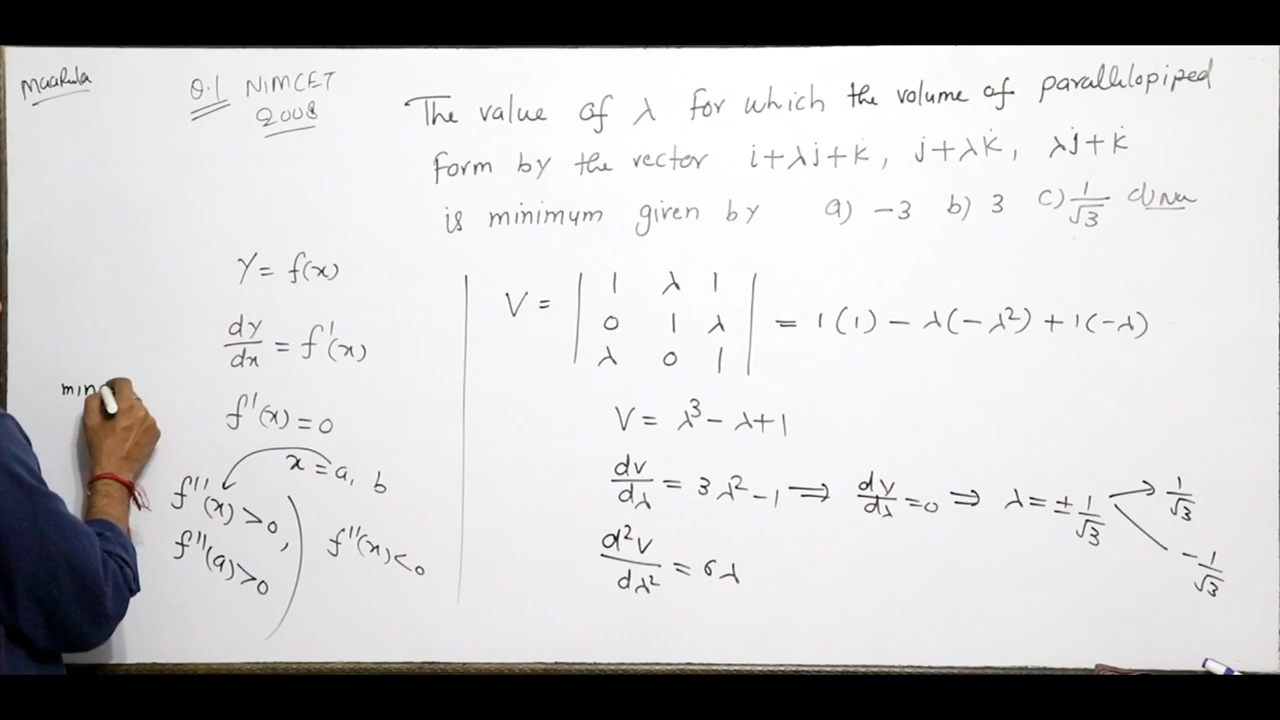 Maarula
Q.1 NIMCET
2008
The value of λ for which the volume of parallelopiped
form by the vector i+λj+k, j+λk, λj+k
is minimum given by a) -3 b) 3 c) 1/√3 d)
Y = f(x)
dy/dx = f'(x)
f'(x) = 0
x = a, b
f''(x) > 0, f''(x) < 0
f''(a) > 0
min
V = | 1 λ 1 |
| 0 1 λ | = 1(1) - λ(-λ²) + 1(-λ)
| λ 0 1 |
V = λ³ - λ + 1
dv/dλ = 3λ² - 1 ⟹ dv/dλ = 0 ⟹ λ = ± 1/√3 → 1/√3
-1/√3
d²V/dλ² = 6λ